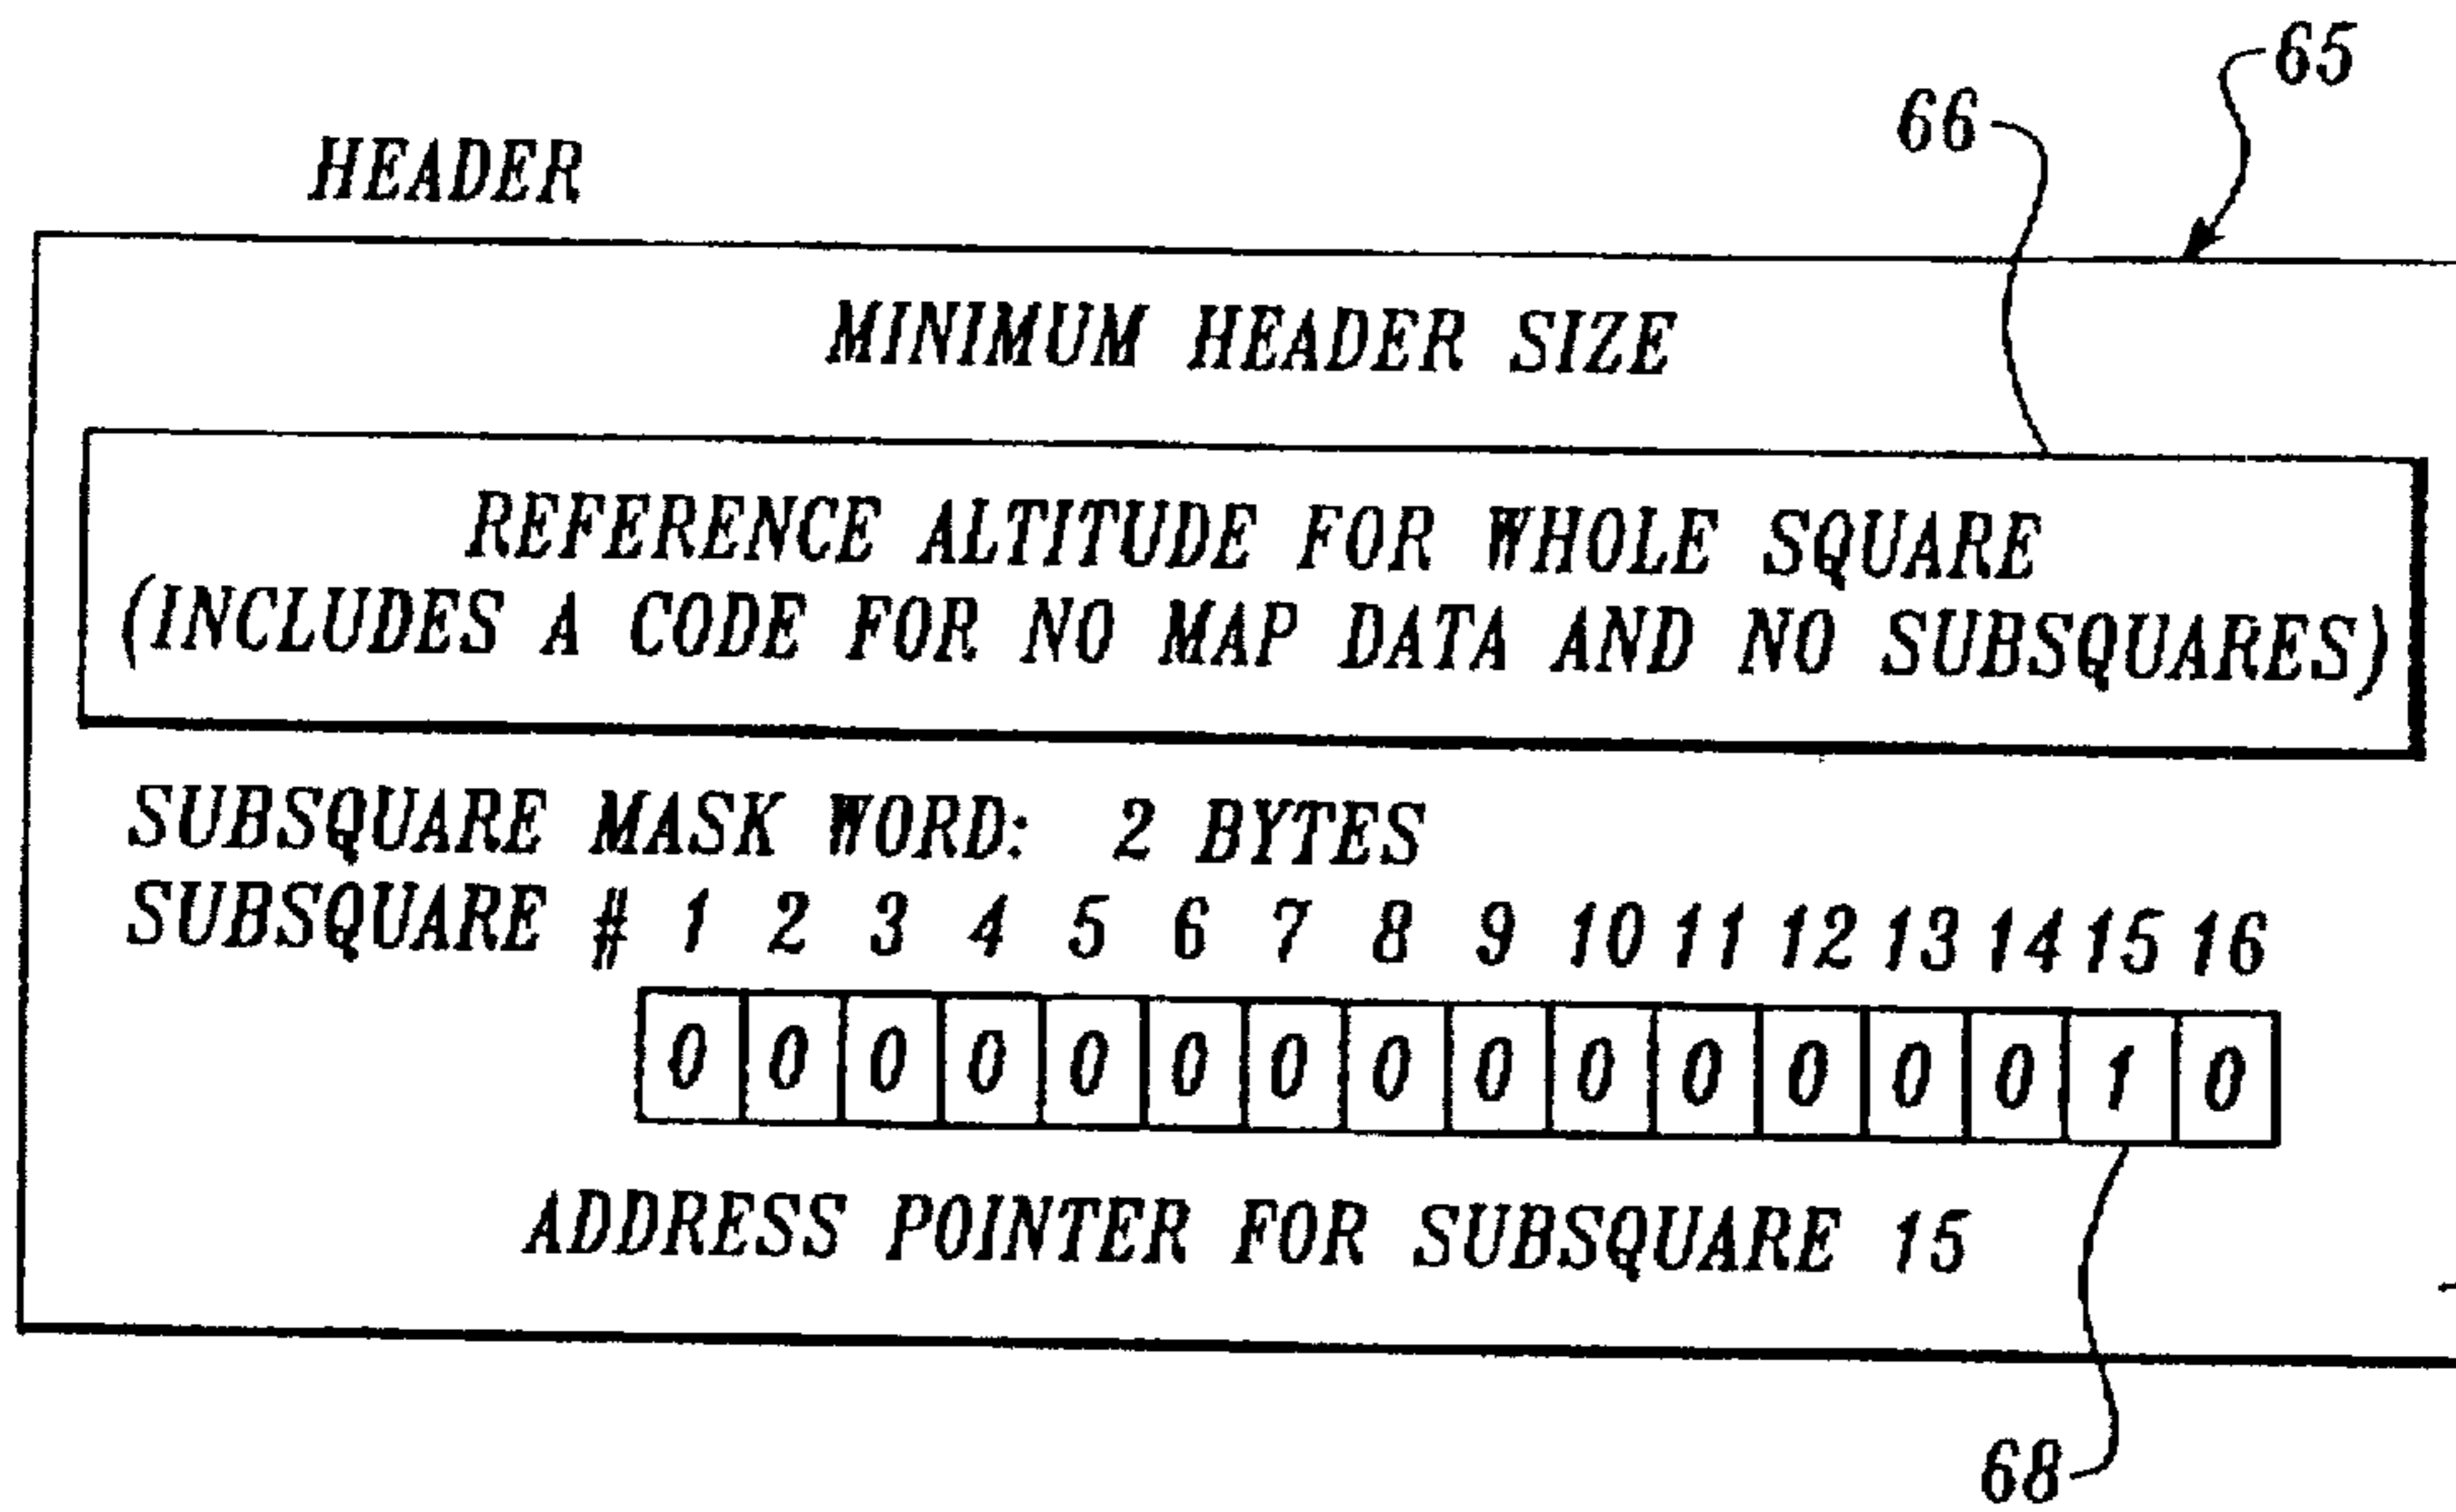 65
66
HEADER
MINIMUM HEADER SIZE
REFERENCE ALTITUDE FOR WHOLE SQUARE
(INCLUDES A CODE FOR NO MAP DATA AND NO SUBSQUARES)
SUBSQUARE MASK WORD: 2 BYTES
SUBSQUARE # 1 2 3 4 5 6 7 8 9 10 11 12 13 14 15 16
0 0 0 0 0 0 0 0 0 0 0 0 0 0 1 0
ADDRESS POINTER FOR SUBSQUARE 15
68